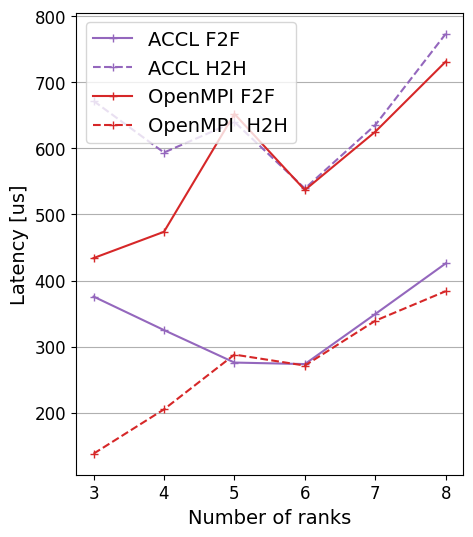 800
700
600
500
400
300
200
Latency [us]
ACCL F2F
ACCL H2H
OpenMPI F2F
OpenMPI H2H
3 4 5 6 7 8
Number of ranks